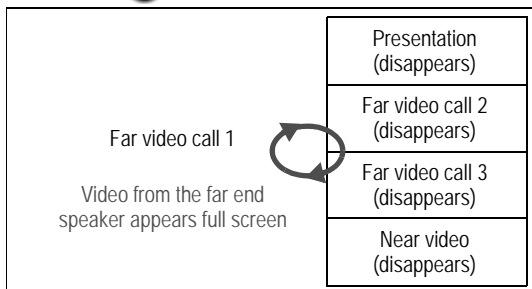 Far video call 1
Video from the far end
speaker appears full screen
Presentation
(disappears)
Far video call 2
(disappears)
Far video call 3
(disappears)
Near video
(disappears)